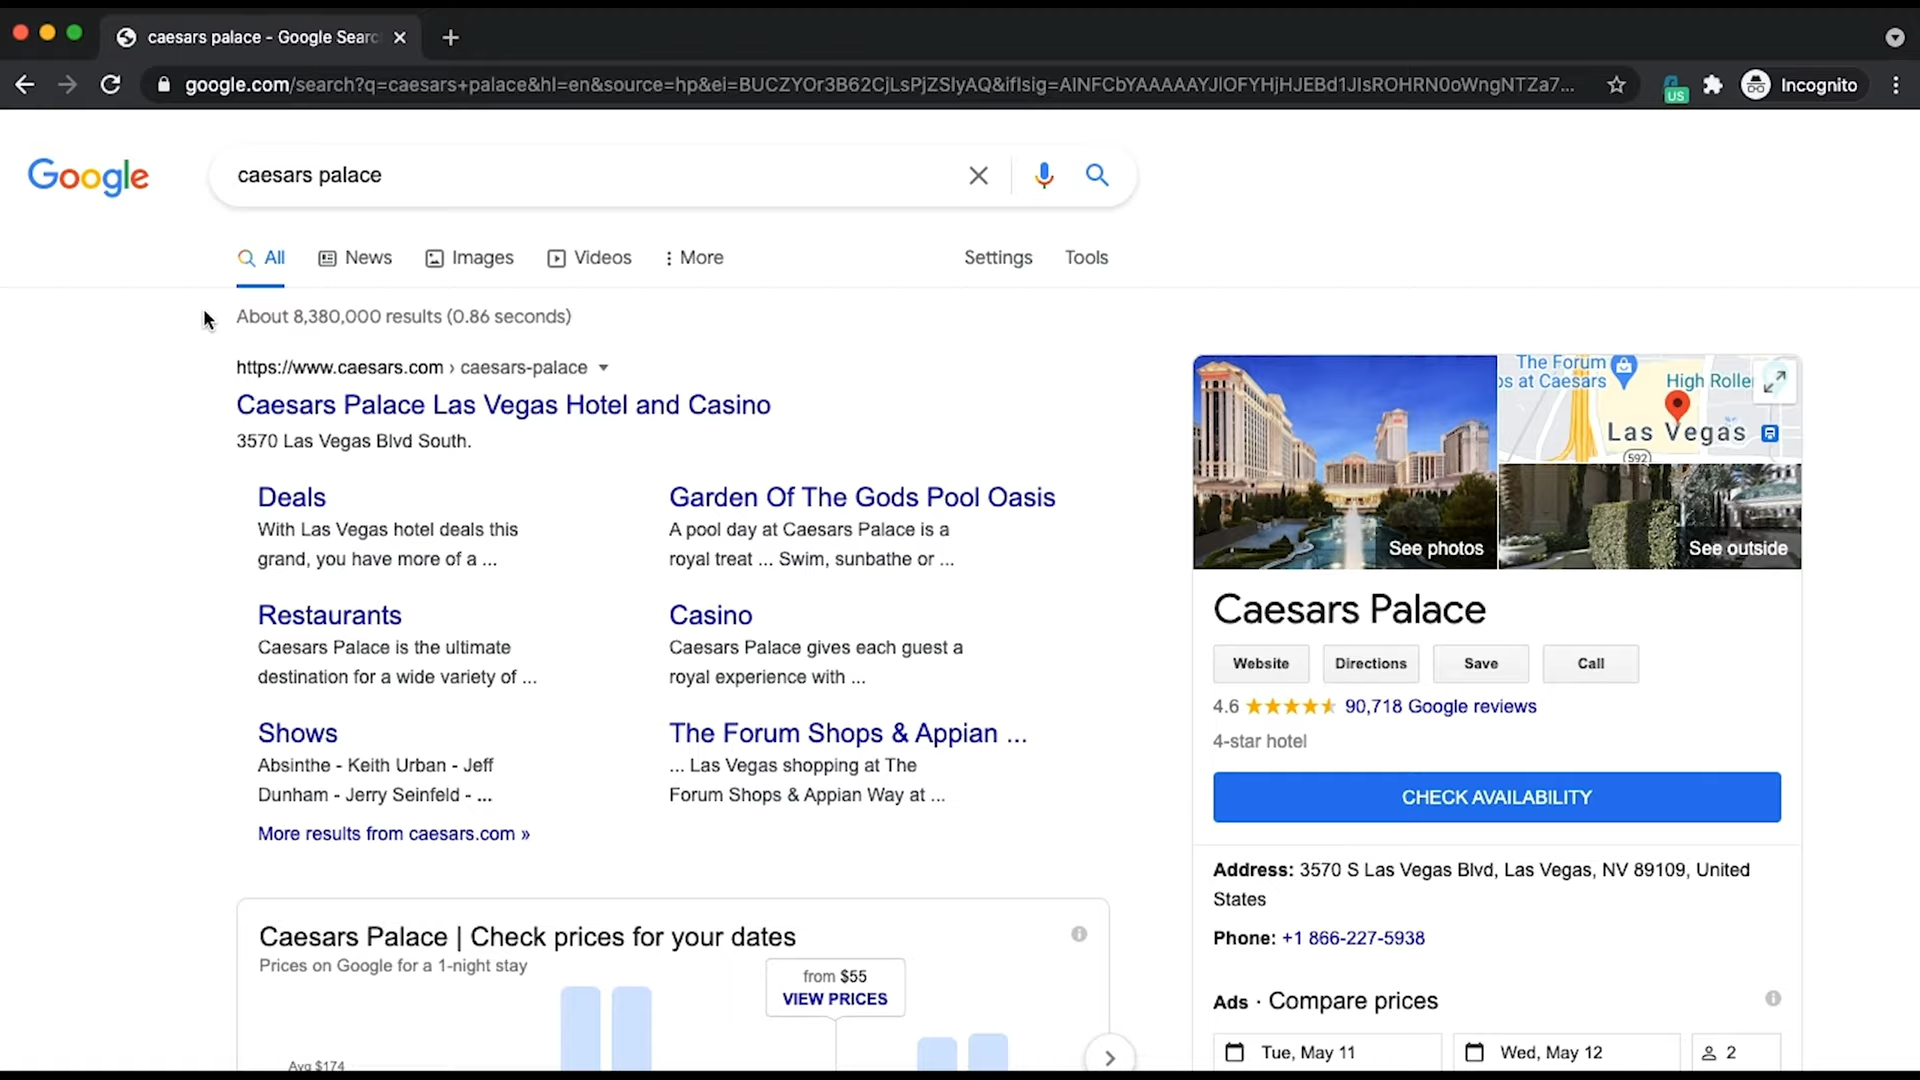 caesars palace - Google Searc
google.com/search?q=caesars+palace&hl=en&source=hp&ei=BUCZYOr3B62CjLsPjZSIyAQ&iflsig=AINFCbYAAAAAYJlOFYHjHJEBd1JIsROHRN0oWngNTZa7...
US
Incognito
Google
caesars palace
All
News
Images
Videos
More
Settings
Tools
About 8,380,000 results (0.86 seconds)
https://www.caesars.com › caesars-palace
Caesars Palace Las Vegas Hotel and Casino
3570 Las Vegas Blvd South.
Deals
With Las Vegas hotel deals this
grand, you have more of a ...
Garden Of The Gods Pool Oasis
A pool day at Caesars Palace is a
royal treat ... Swim, sunbathe or ...
Restaurants
Caesars Palace is the ultimate
destination for a wide variety of ...
Casino
Caesars Palace gives each guest a
royal experience with ...
Shows
Absinthe - Keith Urban - Jeff
Dunham - Jerry Seinfeld - ...
The Forum Shops & Appian ...
... Las Vegas shopping at The
Forum Shops & Appian Way at ...
More results from caesars.com »
Caesars Palace | Check prices for your dates
Prices on Google for a 1-night stay
from $55
VIEW PRICES
Avg $174
The Forum
ps at Caesars
High Roller
Las Vegas
592
See photos
See outside
Caesars Palace
Website
Directions
Save
Call
4.6
90,718 Google reviews
4-star hotel
CHECK AVAILABILITY
Address: 3570 S Las Vegas Blvd, Las Vegas, NV 89109, United
States
Phone: +1 866-227-5938
Ads · Compare prices
Tue, May 11
Wed, May 12
2